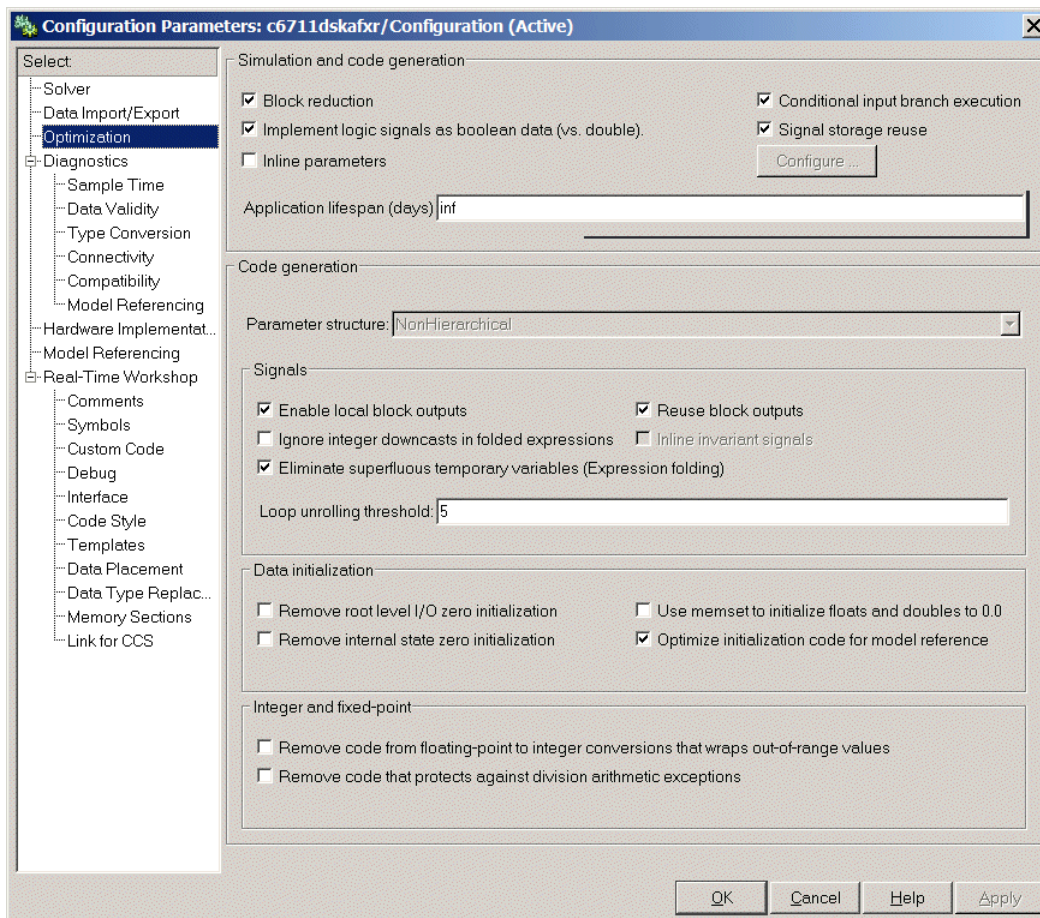 Configuration Parameters: c6711dskafxr/Configuration (Active)
Select:
Solver
Data Import/Export
Optimization
Diagnostics
Sample Time
Data Validity
Type Conversion
Connectivity
Compatibility
Model Referencing
Hardware Implementat...
Model Referencing
Real-Time Workshop
Comments
Symbols
Custom Code
Debug
Interface
Code Style
Templates
Data Placement
Data Type Replac...
Memory Sections
Link for CCS
Simulation and code generation
Block reduction
Conditional input branch execution
Implement logic signals as boolean data (vs. double).
Signal storage reuse
Inline parameters
Configure ...
Application lifespan (days) inf
Code generation
Parameter structure: NonHierarchical
Signals
Enable local block outputs
Reuse block outputs
Ignore integer downcasts in folded expressions
Inline invariant signals
Eliminate superfluous temporary variables (Expression folding)
Loop unrolling threshold: 5
Data initialization
Remove root level I/O zero initialization
Use memset to initialize floats and doubles to 0.0
Remove internal state zero initialization
Optimize initialization code for model reference
Integer and fixed-point
Remove code from floating-point to integer conversions that wraps out-of-range values
Remove code that protects against division arithmetic exceptions
OK
Cancel
Help
Apply